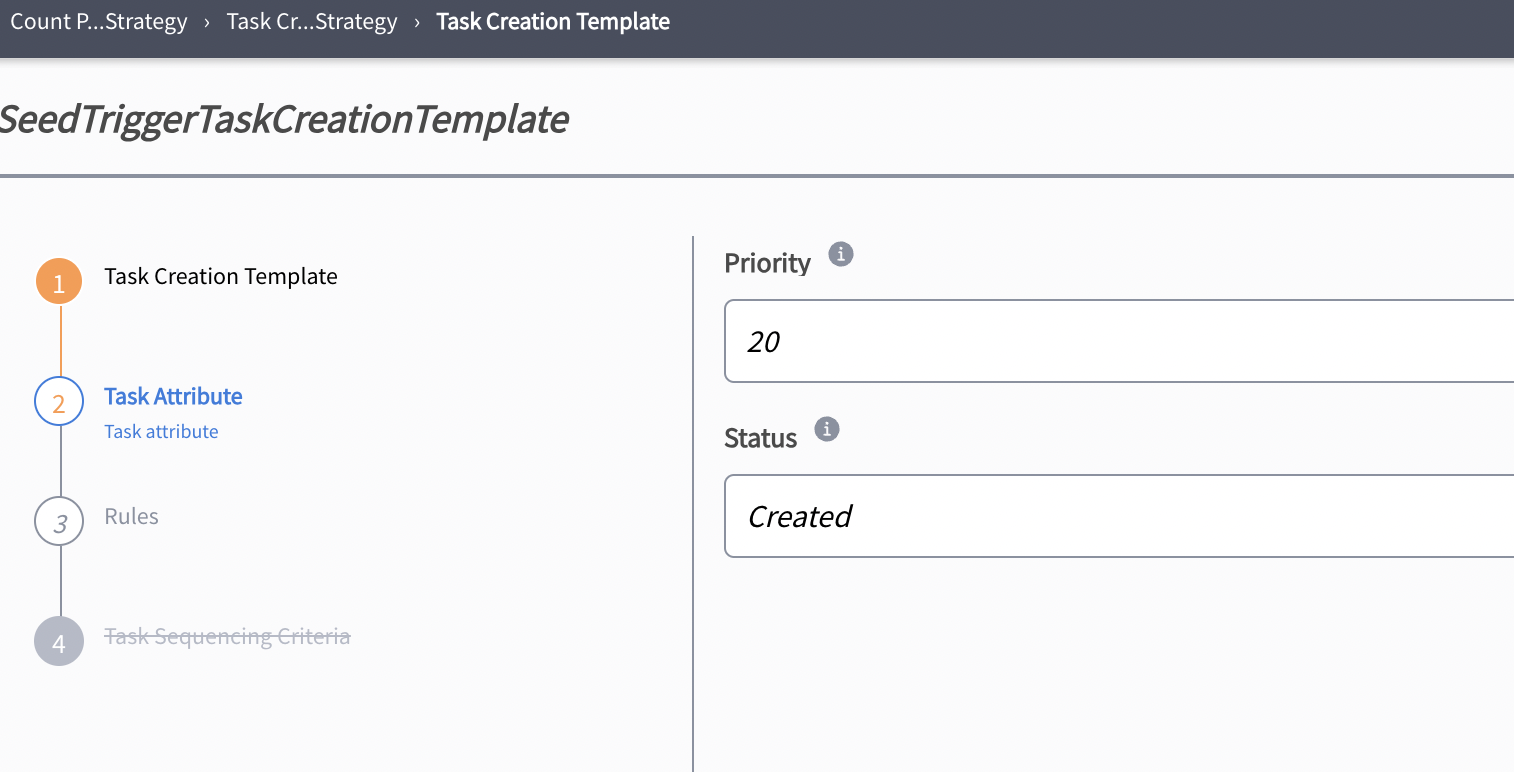 Count P...Strategy › Task Cr...Strategy › Task Creation Template
SeedTriggerTaskCreationTemplate
1 Task Creation Template
2 Task Attribute
Task attribute
3 Rules
4 Task Sequencing Criteria
Priority i
20
Status i
Created